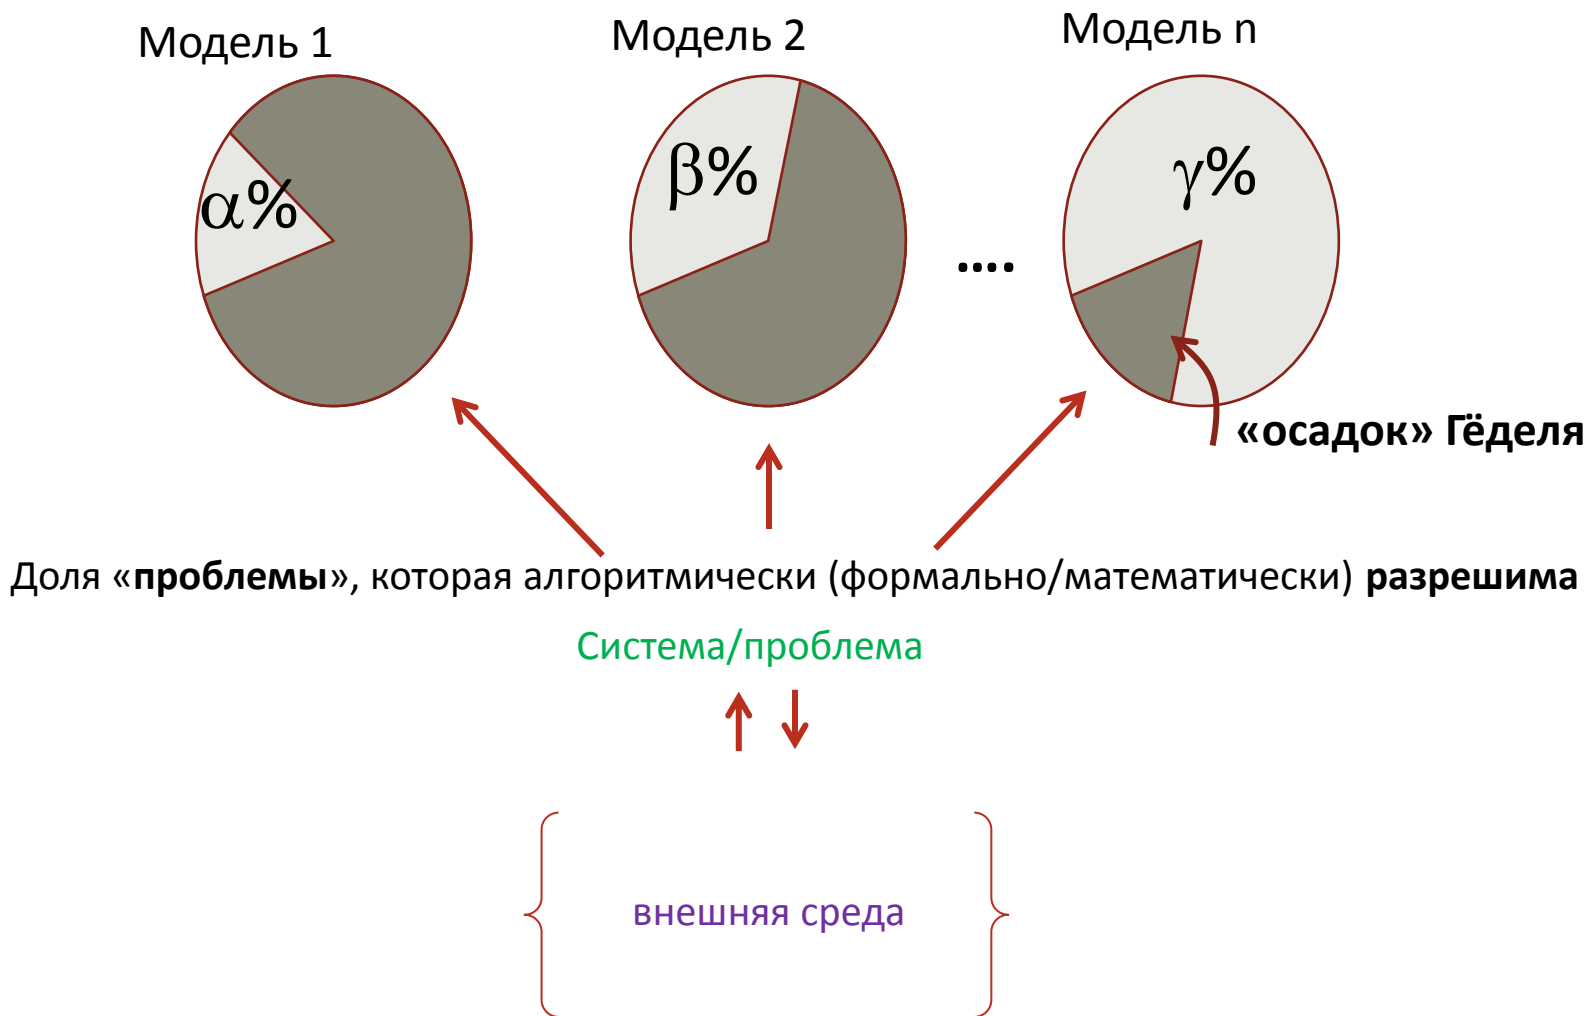 Модель 1
Модель 2
Модель n
α%
β%
γ%
....
«осадок» Гёделя
Доля «проблемы», которая алгоритмически (формально/математически) разрешима
Система/проблема
внешняя среда